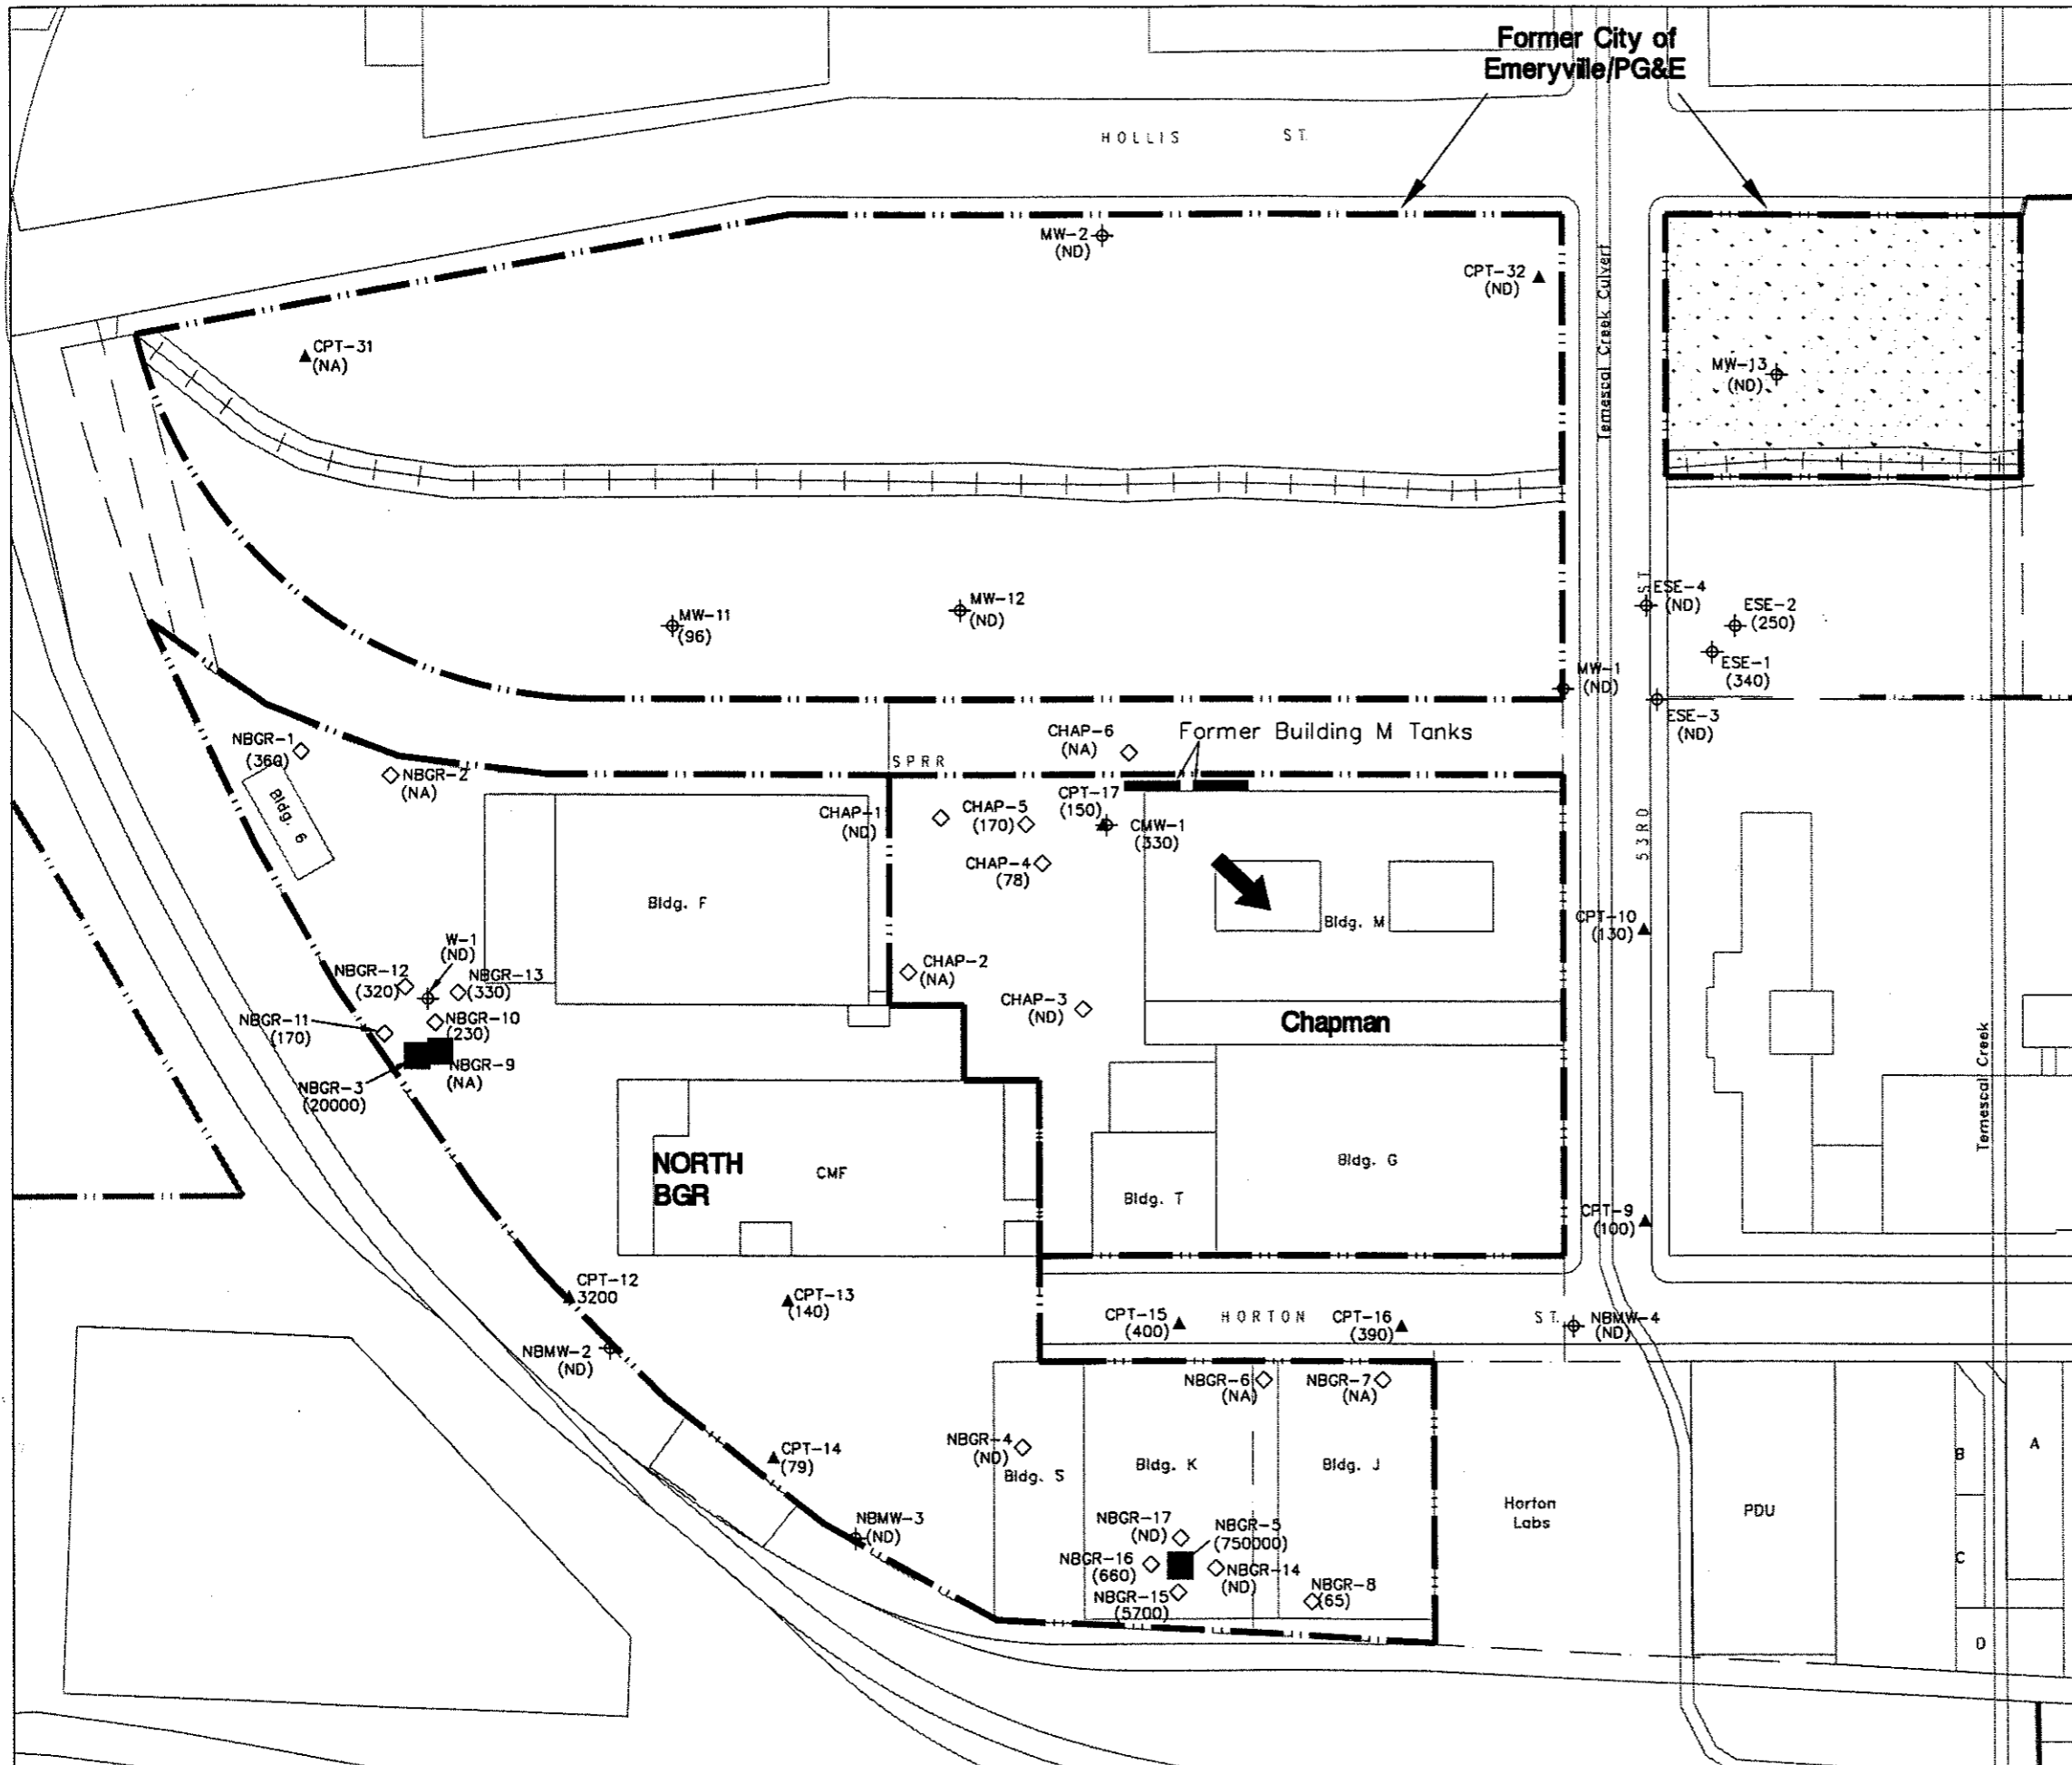 Former City of
Emeryville/PG&E
HOLLIS ST.
MW-2
(ND)
CPT-32
(ND)
Temescal Creek Culvert
CPT-31
(NA)
MW-13
(ND)
MW-11
(96)
MW-12
(ND)
ESE-4
(ND)
ESE-2
(250)
ESE-1
(340)
MW-1
(ND)
ESE-3
(ND)
53RD ST
NBGR-1
(360)
NBGR-2
(NA)
Bldg. 6
SPRR
CHAP-6
(NA)
Former Building M Tanks
CHAP-1
(ND)
CHAP-5
(170)
CPT-17
(150)
CMW-1
(330)
CHAP-4
(78)
Bldg. F
Bldg. M
CPT-10
(130)
W-1
(ND)
NBGR-12
(320)
NBGR-13
(330)
CHAP-2
(NA)
CHAP-3
(ND)
NBGR-11
(170)
NBGR-10
(230)
Chapman
NBGR-9
(NA)
NBGR-3
(20000)
Temescal Creek
NORTH
BGR
CMF
Bldg. T
Bldg. G
CPT-9
(100)
CPT-12
3200
CPT-13
(140)
CPT-15
(400)
HORTON ST.
CPT-16
(390)
NBMW-4
(ND)
NBMW-2
(ND)
NBGR-6
(NA)
NBGR-7
(NA)
CPT-14
(79)
NBGR-4
(ND)
Bldg. S
Bldg. K
Bldg. J
B
A
Horton
Labs
PDU
NBMW-3
(ND)
NBGR-17
(ND)
NBGR-5
(750000)
NBGR-16
(660)
NBGR-14
(ND)
C
NBGR-15
(5700)
NBGR-8
(65)
D